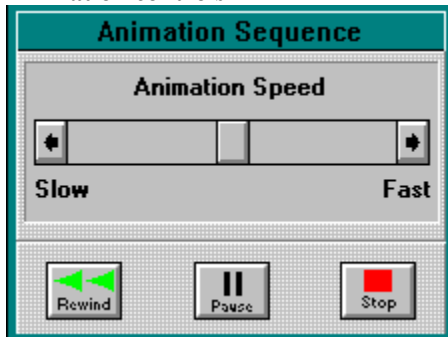 Animation Sequence
Animation Speed
Slow Fast
Rewind Pause Stop